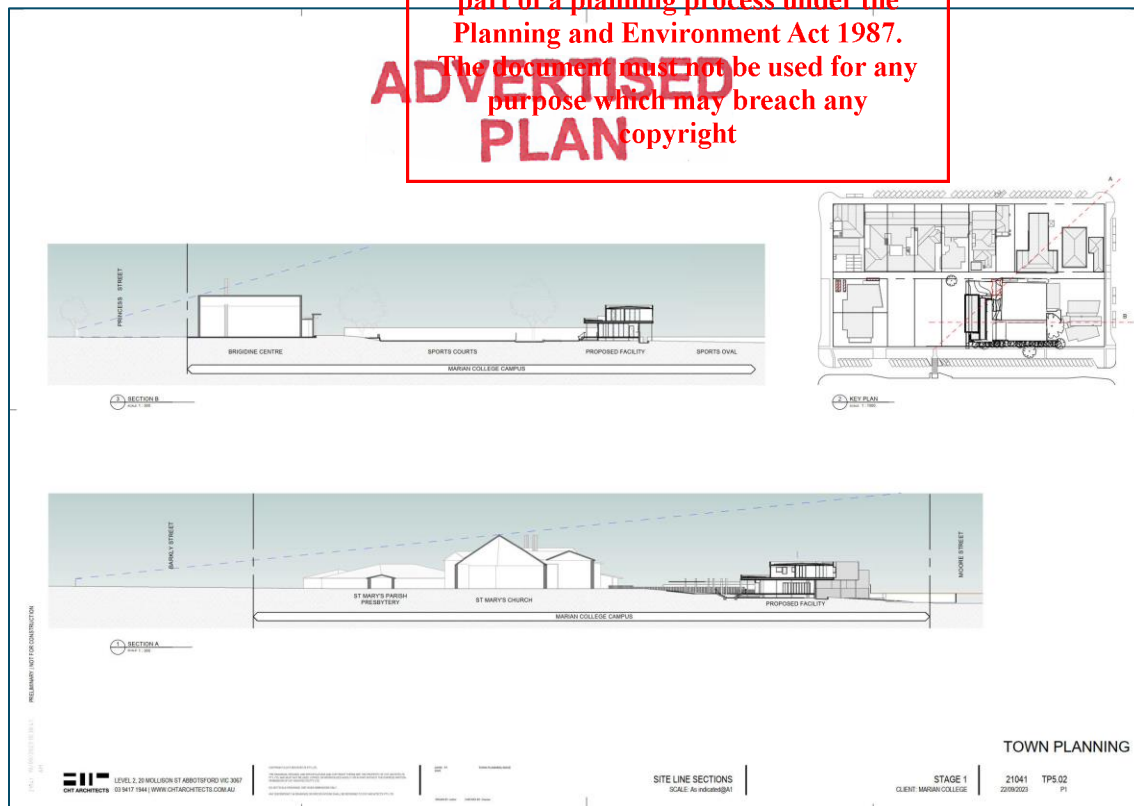 part of a planning process under the
Planning and Environment Act 1987.
The document must not be used for any
purpose which may breach any
copyright
ADVERTISED
PLAN
PRINCESS STREET
BRIGIDINE CENTRE
SPORTS COURTS
PROPOSED FACILITY
SPORTS OVAL
MARIAN COLLEGE CAMPUS
3 SECTION B
A
B
2 KEY PLAN
BARKLY STREET
MOORE STREET
ST MARY'S PARISH
PRESBYTERY
ST MARY'S CHURCH
PROPOSED FACILITY
MARIAN COLLEGE CAMPUS
1 SECTION A
PRELIMINARY | NOT FOR CONSTRUCTION
TOWN PLANNING
CHT ARCHITECTS
LEVEL 2, 20 MOLLISON ST ABBOTSFORD VIC 3067
03 9417 1944 | WWW.CHTARCHITECTS.COM.AU
SITE LINE SECTIONS
SCALE: As indicated@A1
STAGE 1
CLIENT: MARIAN COLLEGE
21041 TP5.02
22/09/2023 P1